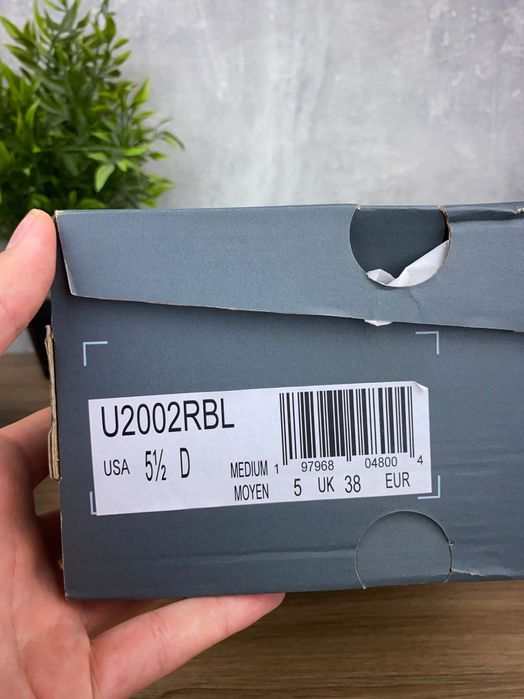 U2002RBL
USA 5½ D
MEDIUM 1 97968 04800 4
MOYEN 5 UK 38 EUR